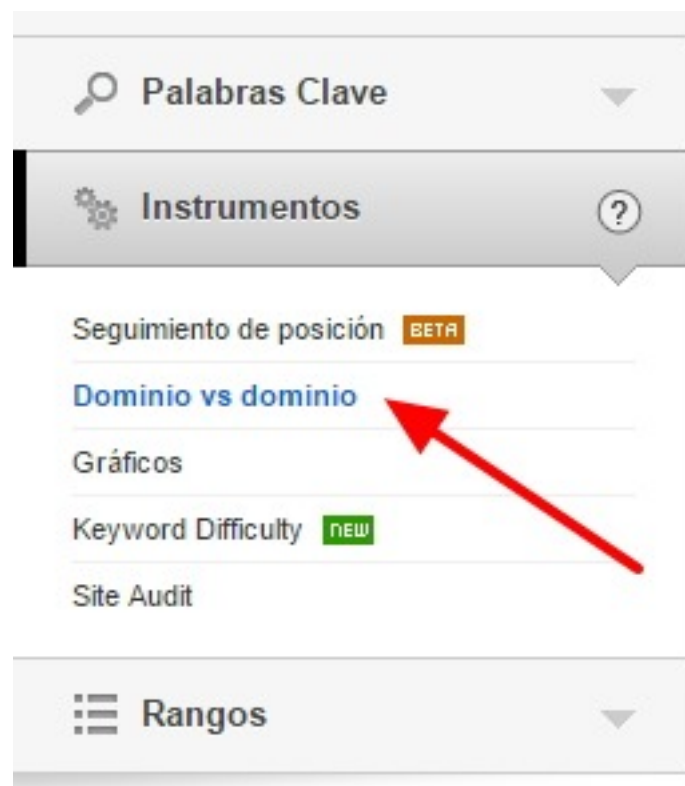 Palabras Clave
Instrumentos ?
Seguimiento de posición BETA
Dominio vs dominio
Gráficos
Keyword Difficulty new
Site Audit
Rangos